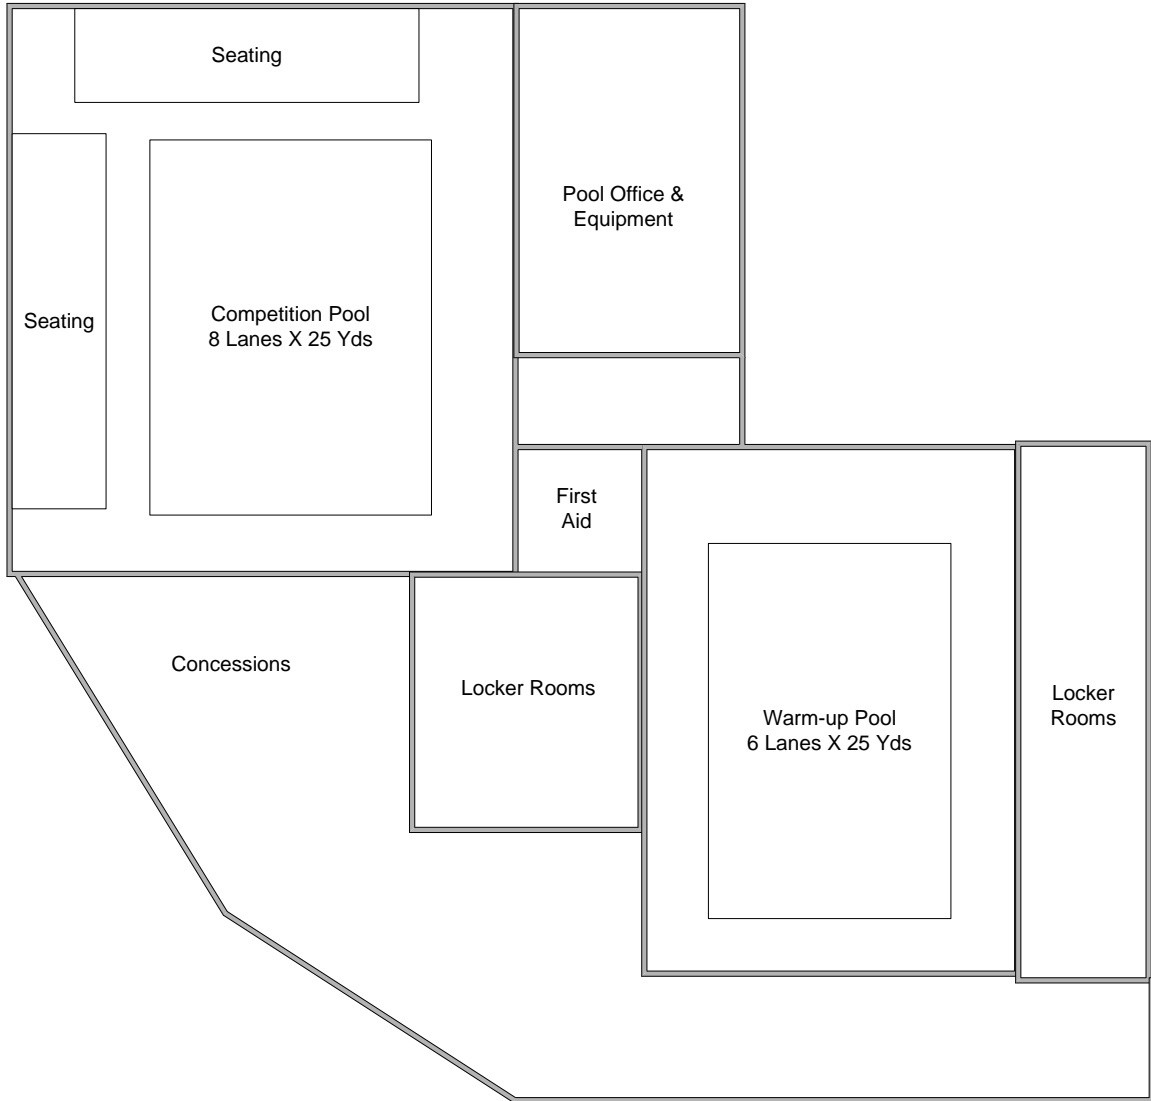 Seating
Pool Office &
Equipment
Seating
Competition Pool
8 Lanes X 25 Yds
First
Aid
Concessions
Locker Rooms
Warm-up Pool
6 Lanes X 25 Yds
Locker
Rooms